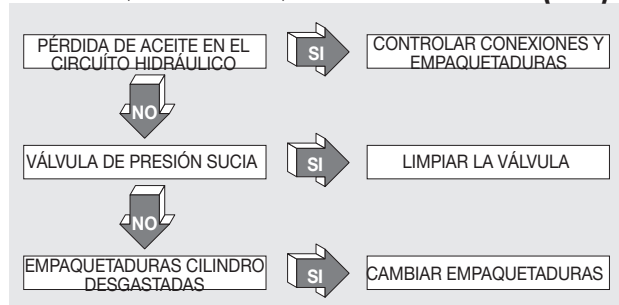 PÉRDIDA DE ACEITE EN EL
CIRCUÍTO HIDRÁULICO
SI
CONTROLAR CONEXIONES Y
EMPAQUETADURAS
NO
VÁLVULA DE PRESIÓN SUCIA
SI
LIMPIAR LA VÁLVULA
NO
EMPAQUETADURAS CILINDRO
DESGASTADAS
SI
CAMBIAR EMPAQUETADURAS